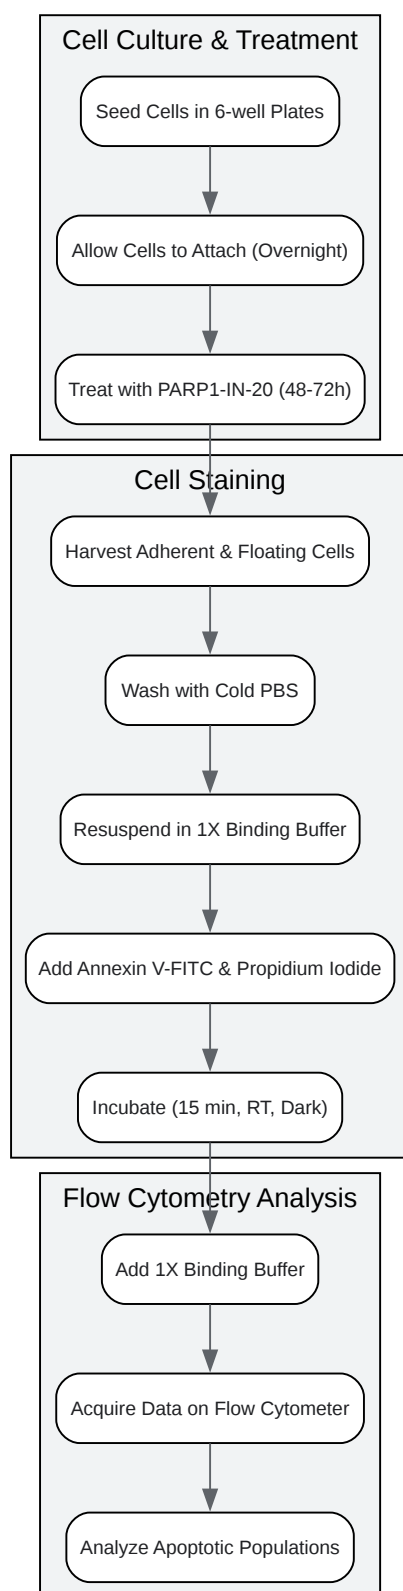 Cell Culture & Treatment
Seed Cells in 6-well Plates
Allow Cells to Attach (Overnight)
Treat with PARP1-IN-20 (48-72h)
Cell Staining
Harvest Adherent & Floating Cells
Wash with Cold PBS
Resuspend in 1X Binding Buffer
Add Annexin V-FITC & Propidium Iodide
Incubate (15 min, RT, Dark)
Flow Cytometry Analysis
Add 1X Binding Buffer
Acquire Data on Flow Cytometer
Analyze Apoptotic Populations